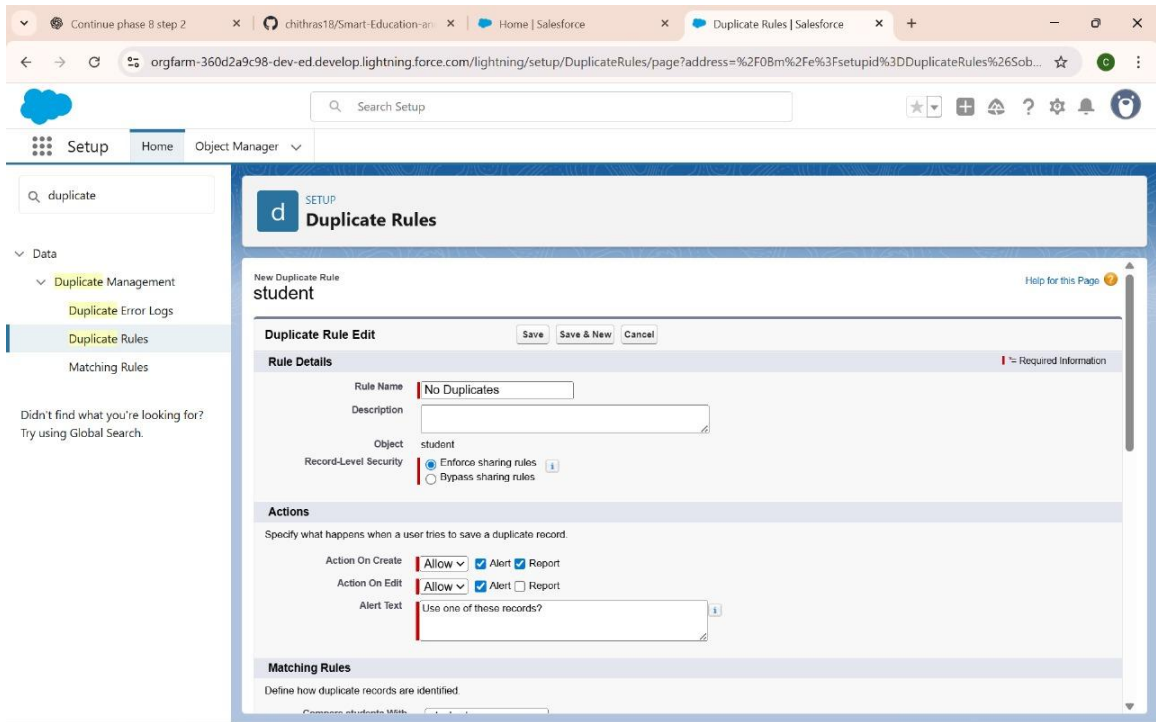 Continue phase 8 step 2
chithras18/Smart-Education-an
Home | Salesforce
Duplicate Rules | Salesforce
orgfarm-360d2a9c98-dev-ed.develop.lightning.force.com/lightning/setup/DuplicateRules/page?address=%2F0Bm%2Fe%3Fsetupid%3DDuplicateRules%26Sob...
C
Search Setup
Setup
Home
Object Manager
duplicate
Data
Duplicate Management
Duplicate Error Logs
Duplicate Rules
Matching Rules
Didn't find what you're looking for?
Try using Global Search.
d
SETUP
Duplicate Rules
New Duplicate Rule
student
Help for this Page ?
Duplicate Rule Edit Save Save & New Cancel
Rule Details = Required Information
Rule Name No Duplicates
Description
Object student
Record-Level Security Enforce sharing rules i
Bypass sharing rules
Actions
Specify what happens when a user tries to save a duplicate record.
Action On Create Allow Alert Report
Action On Edit Allow Alert Report
Alert Text Use one of these records? i
Matching Rules
Define how duplicate records are identified.
Compare students With